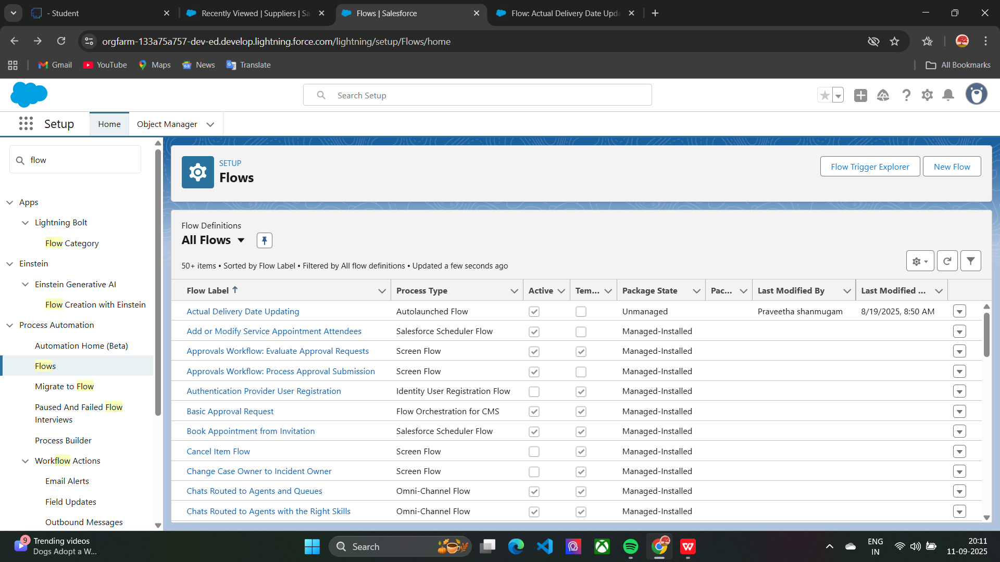 - Student
Recently Viewed | Suppliers | Sa
Flows | Salesforce
Flow: Actual Delivery Date Upda
orgfarm-133a75a757-dev-ed.develop.lightning.force.com/lightning/setup/Flows/home
Gmail
YouTube
Maps
News
Translate
All Bookmarks
Search Setup
Setup
Home
Object Manager
flow
Apps
Lightning Bolt
Flow Category
Einstein
Einstein Generative AI
Flow Creation with Einstein
Process Automation
Automation Home (Beta)
Flows
Migrate to Flow
Paused And Failed Flow
Interviews
Process Builder
Workflow Actions
Email Alerts
Field Updates
Outbound Messages
SETUP
Flows
Flow Trigger Explorer
New Flow
Flow Definitions
All Flows
50+ items • Sorted by Flow Label • Filtered by All flow definitions • Updated a few seconds ago
Flow Label Process Type Active Tem... Package State Pac... Last Modified By Last Modified ...
Actual Delivery Date Updating Autolaunched Flow Unmanaged Praveetha shanmugam 8/19/2025, 8:50 AM
Add or Modify Service Appointment Attendees Salesforce Scheduler Flow Managed-Installed
Approvals Workflow: Evaluate Approval Requests Screen Flow Managed-Installed
Approvals Workflow: Process Approval Submission Screen Flow Managed-Installed
Authentication Provider User Registration Identity User Registration Flow Managed-Installed
Basic Approval Request Flow Orchestration for CMS Managed-Installed
Book Appointment from Invitation Salesforce Scheduler Flow Managed-Installed
Cancel Item Flow Screen Flow Managed-Installed
Change Case Owner to Incident Owner Screen Flow Managed-Installed
Chats Routed to Agents and Queues Omni-Channel Flow Managed-Installed
Chats Routed to Agents with the Right Skills Omni-Channel Flow Managed-Installed
9
Trending videos
Dogs Adopt a W...
Search
ENG
IN
20:11
11-09-2025